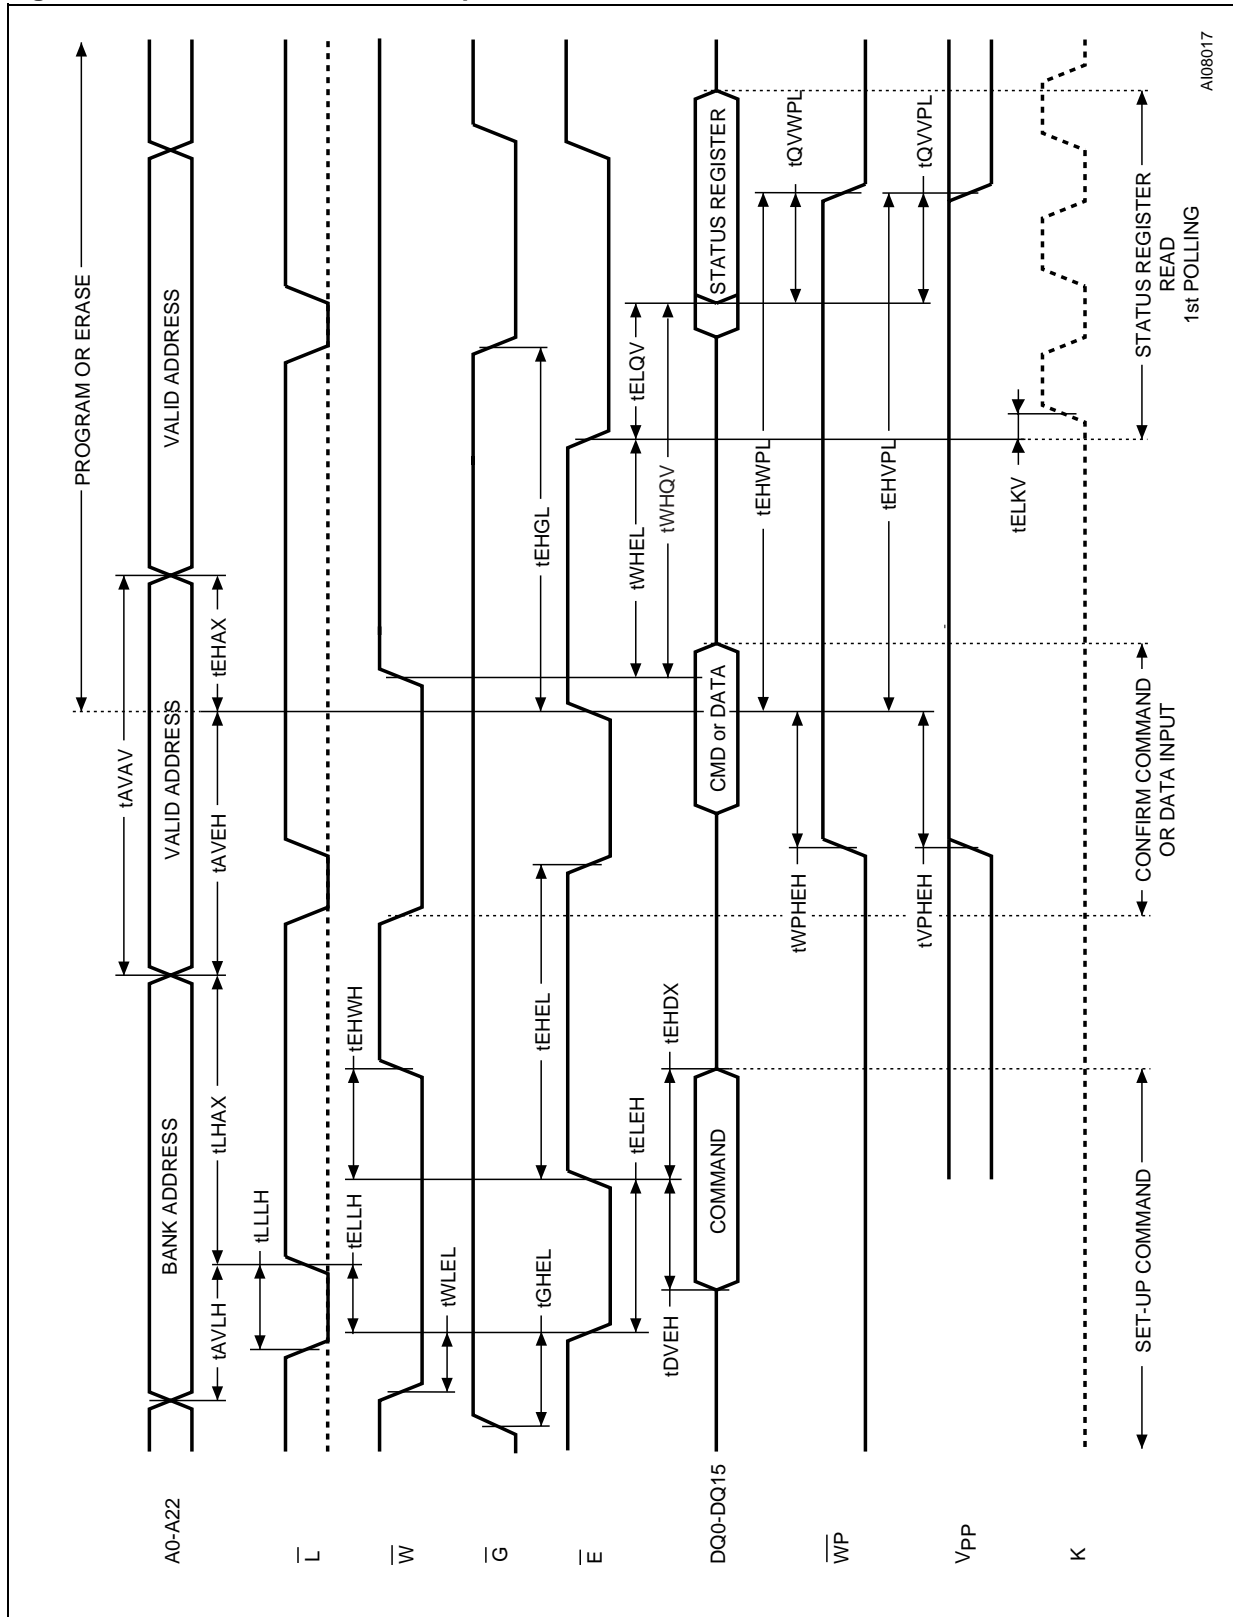 PROGRAM OR ERASE
tAVAV
A0-A22
BANK ADDRESS
VALID ADDRESS
VALID ADDRESS
tAVLH
tLHAX
tAVEH
tEHAX
tLLLH
L
tELLH
tEHWH
W
tWLEL
G
tGHEL
tEHEL
tEHGL
E
tELEH
tWHEL
tELQV
tDVEH
tEHDX
tWHQV
DQ0-DQ15
COMMAND
CMD or DATA
STATUS REGISTER
tEHWPL
tWPHEH
tQVWPL
WP
tEHVPL
tVPHEH
tQVVPL
VPP
tELKV
K
SET-UP COMMAND
CONFIRM COMMAND
OR DATA INPUT
STATUS REGISTER
READ
1st POLLING
AI08017